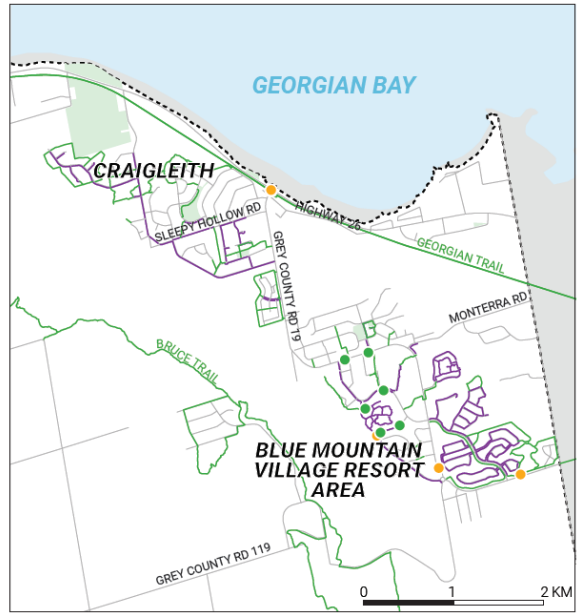 GEORGIAN BAY
CRAIGLEITH
HIGHWAY 26
SLEEPY HOLLOW RD
GEORGIAN TRAIL
GREY COUNTY RD 19
MONTERRA RD
BRUCE TRAIL
BLUE MOUNTAIN
VILLAGE RESORT
AREA
GREY COUNTY RD 119
0 1 2 KM